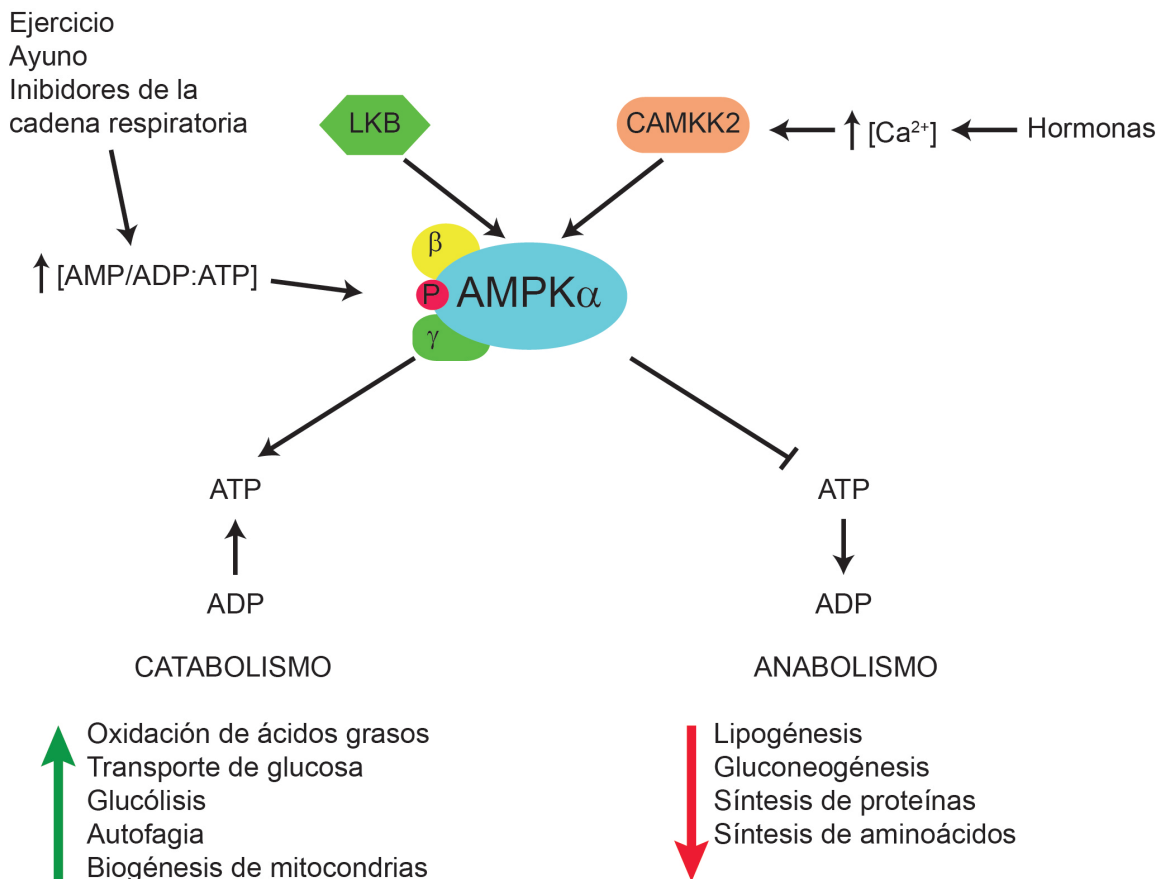 Ejercicio
Ayuno
Inibidores de la
cadena respiratoria
LKB
CAMKK2
[Ca²⁺]
Hormonas
[AMP/ADP:ATP]
β
P
AMPKα
γ
ATP
ADP
CATABOLISMO
Oxidación de ácidos grasos
Transporte de glucosa
Glucólisis
Autofagia
Biogénesis de mitocondrias
ATP
ADP
ANABOLISMO
Lipogénesis
Gluconeogénesis
Síntesis de proteínas
Síntesis de aminoácidos